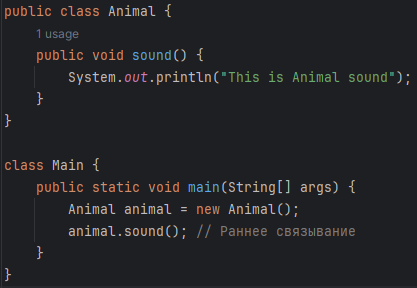 public class Animal {
1 usage
public void sound() {
System.out.println("This is Animal sound");
}
}
class Main {
public static void main(String[] args) {
Animal animal = new Animal();
animal.sound(); // Раннее связывание
}
}